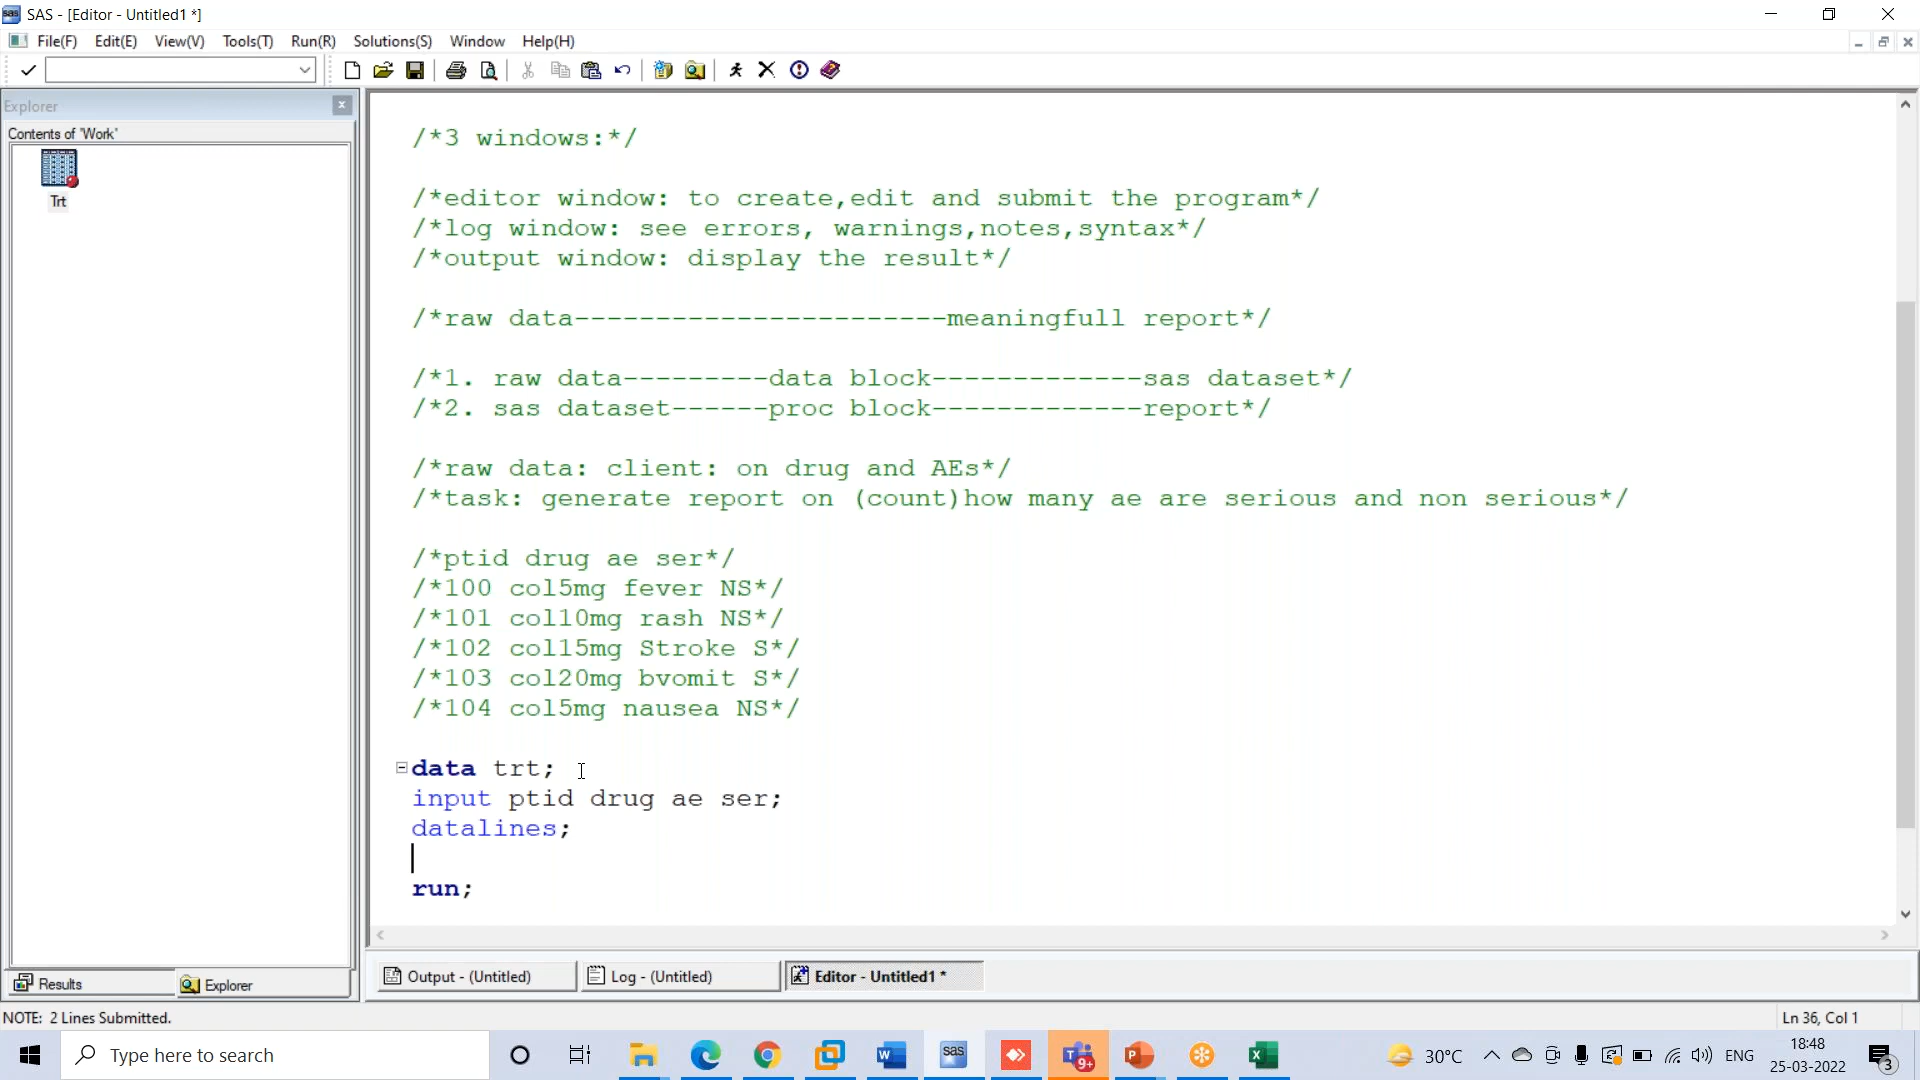 SAS - [Editor - Untitled1 *]
File(F) Edit(E) View(V) Tools(T) Run(R) Solutions(S) Window Help(H)
Explorer
Contents of 'Work'
Trt
/*3 windows:*/
/*editor window: to create,edit and submit the program*/
/*log window: see errors, warnings,notes,syntax*/
/*output window: display the result*/
/*raw data-----------------------meaningfull report*/
/*1. raw data---------data block-------------sas dataset*/
/*2. sas dataset------proc block-------------report*/
/*raw data: client: on drug and AEs*/
/*task: generate report on (count)how many ae are serious and non serious*/
/*ptid drug ae ser*/
/*100 col5mg fever NS*/
/*101 col10mg rash NS*/
/*102 col15mg Stroke S*/
/*103 col20mg bvomit S*/
/*104 col5mg nausea NS*/
data trt;
input ptid drug ae ser;
datalines;
run;
Results Explorer
Output - (Untitled) Log - (Untitled) Editor - Untitled1 *
NOTE: 2 Lines Submitted. Ln 36, Col 1
Type here to search
sas
9+
30°C ENG
18:48
25-03-2022
3